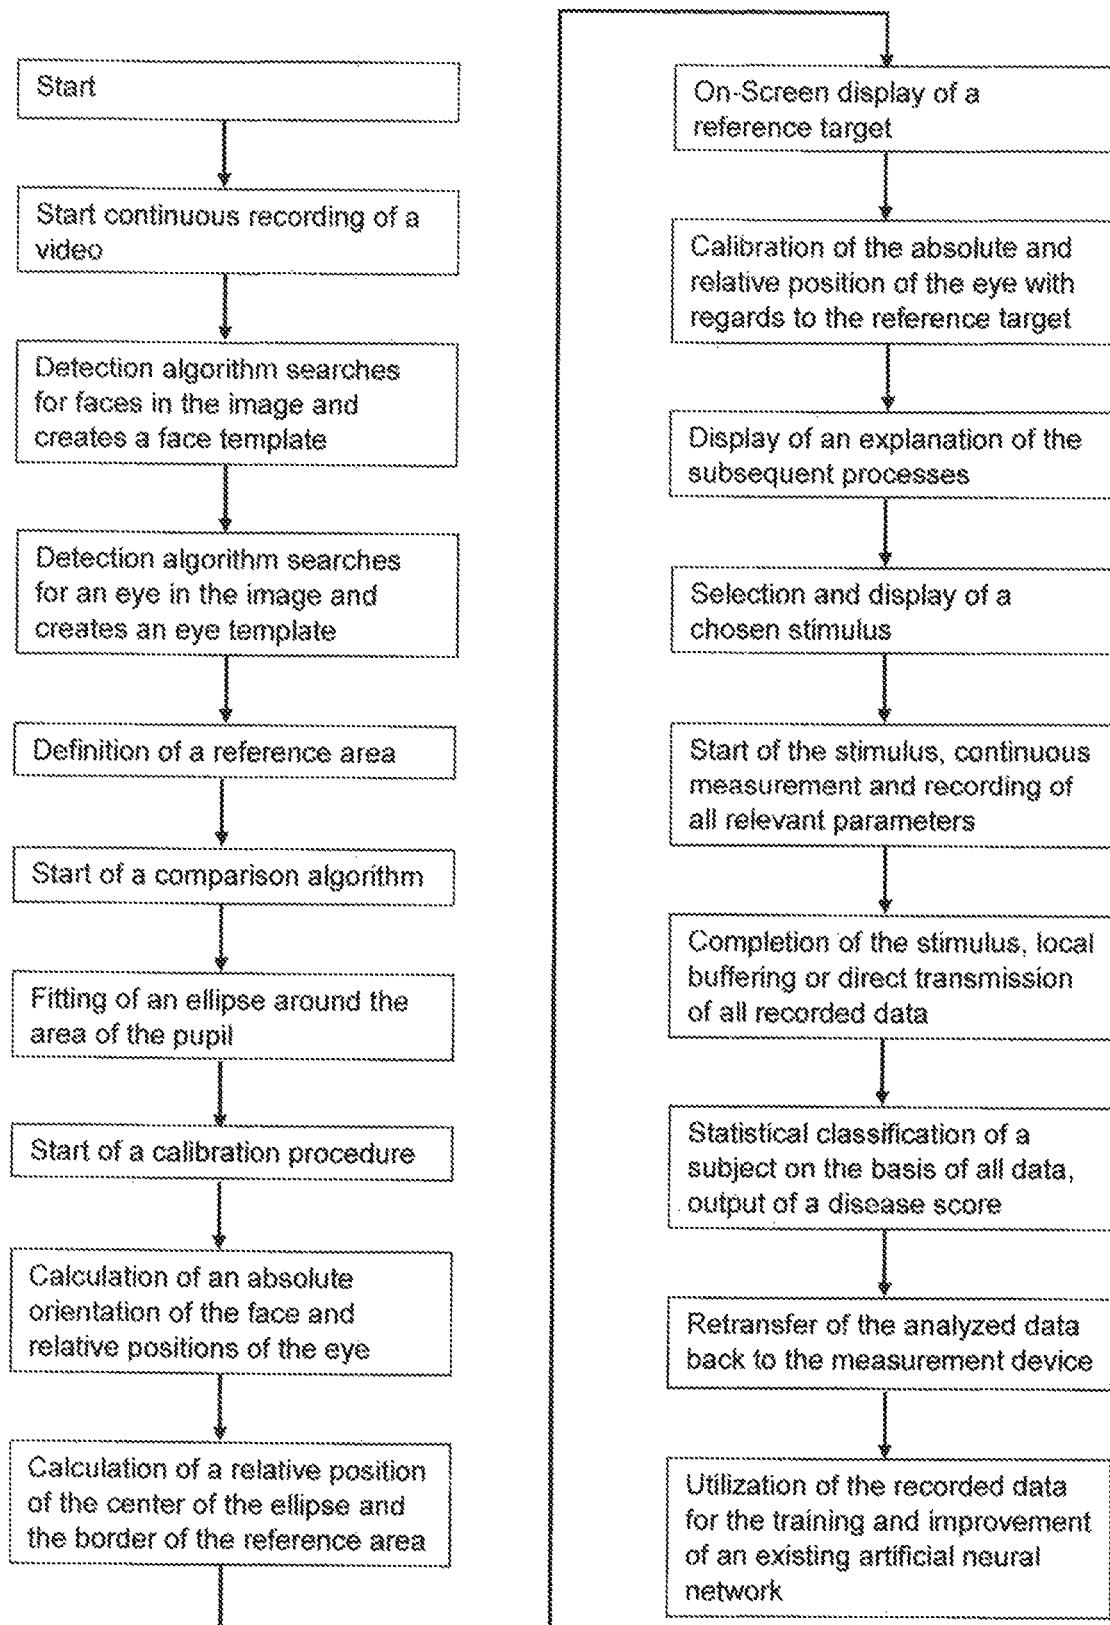 Start
Start continuous recording of a
video
Detection algorithm searches
for faces in the image and
creates a face template
Detection algorithm searches
for an eye in the image and
creates an eye template
Definition of a reference area
Start of a comparison algorithm
Fitting of an ellipse around the
area of the pupil
Start of a calibration procedure
Calculation of an absolute
orientation of the face and
relative positions of the eye
Calculation of a relative position
of the center of the ellipse and
the border of the reference area
On-Screen display of a
reference target
Calibration of the absolute and
relative position of the eye with
regards to the reference target
Display of an explanation of the
subsequent processes
Selection and display of a
chosen stimulus
Start of the stimulus, continuous
measurement and recording of
all relevant parameters
Completion of the stimulus, local
buffering or direct transmission
of all recorded data
Statistical classification of a
subject on the basis of all data,
output of a disease score
Retransfer of the analyzed data
back to the measurement device
Utilization of the recorded data
for the training and improvement
of an existing artificial neural
network